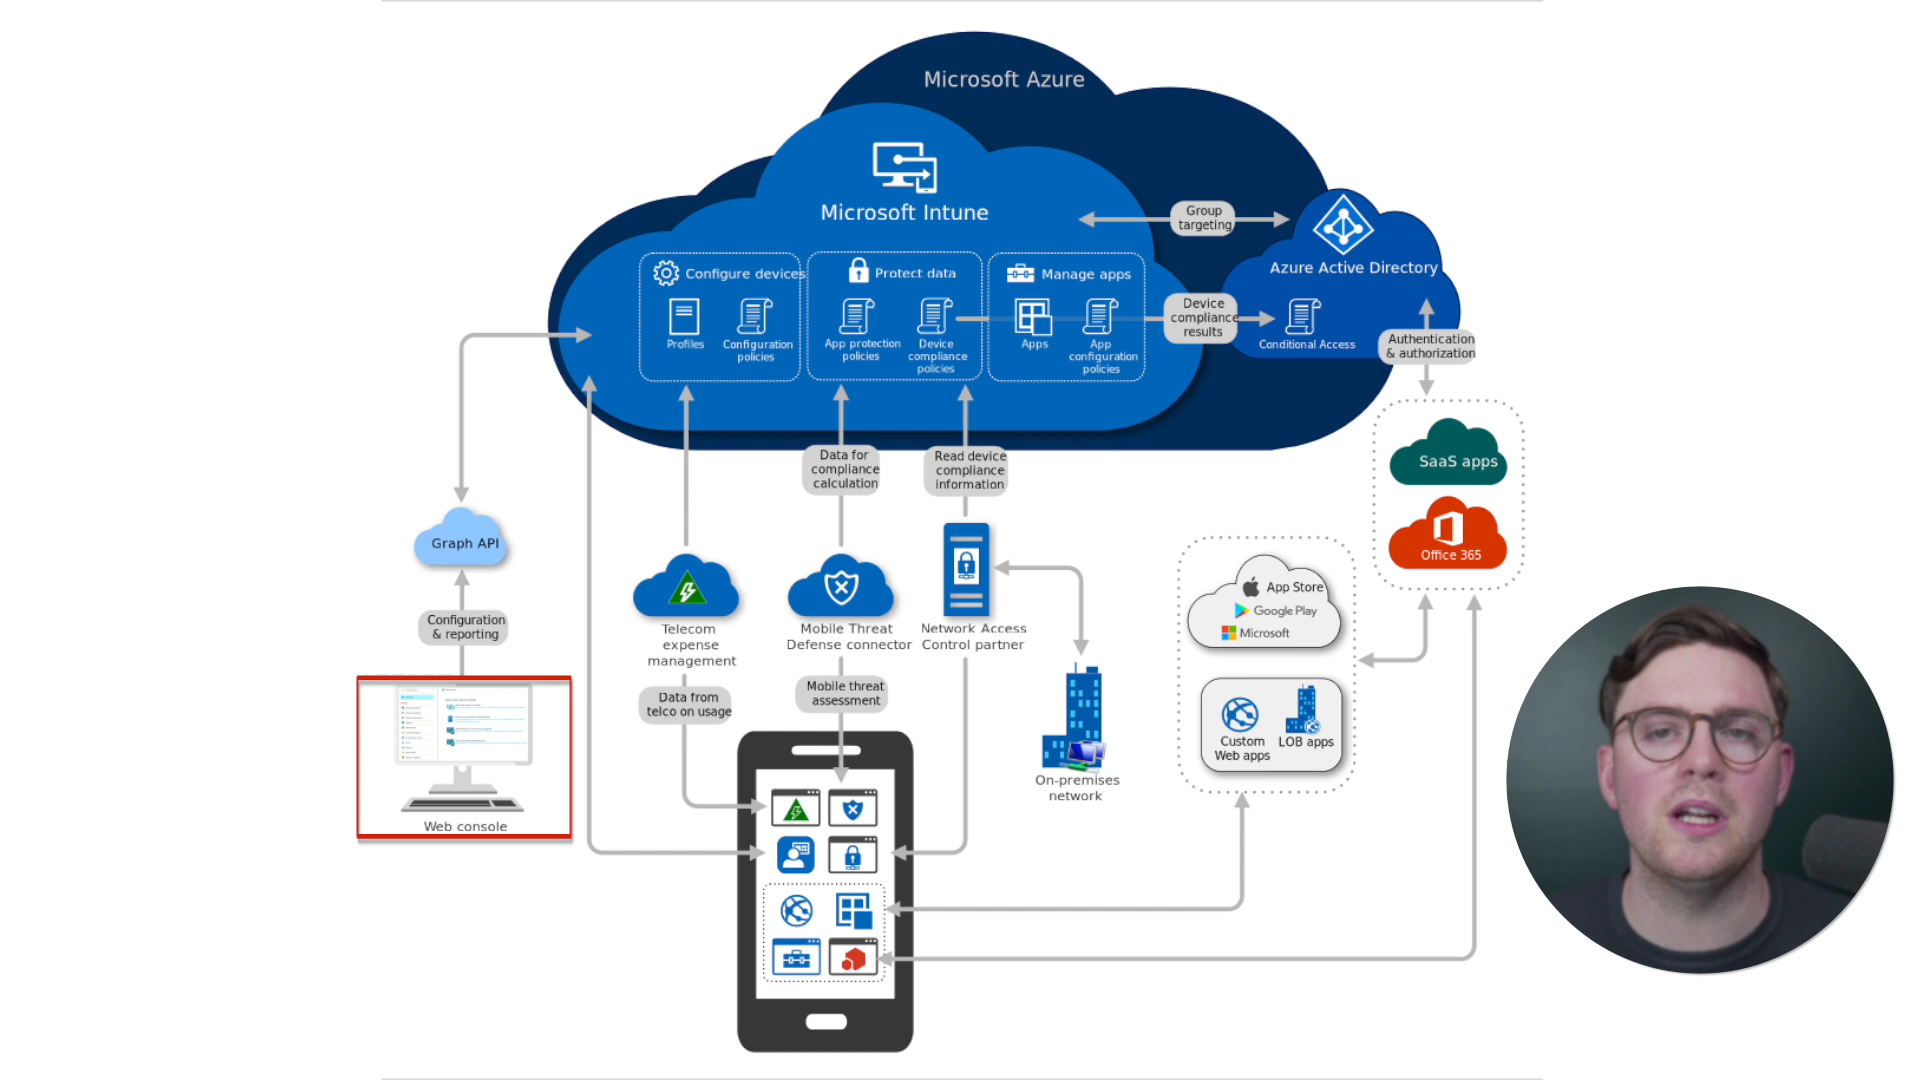 Microsoft Azure
Microsoft Intune
Group
targeting
Azure Active Directory
Configure devices
Protect data
Manage apps
Profiles
Configuration
policies
App protection
policies
Device
compliance
policies
Apps
App
configuration
policies
Device
compliance
results
Conditional Access
Authentication
& authorization
Data for
compliance
calculation
Read device
compliance
information
SaaS apps
Office 365
Graph API
Configuration
& reporting
Web console
Telecom
expense
management
Mobile Threat
Defense connector
Network Access
Control partner
Data from
telco on usage
Mobile threat
assessment
On-premises
network
App Store
Google Play
Microsoft
Custom
Web apps
LOB apps